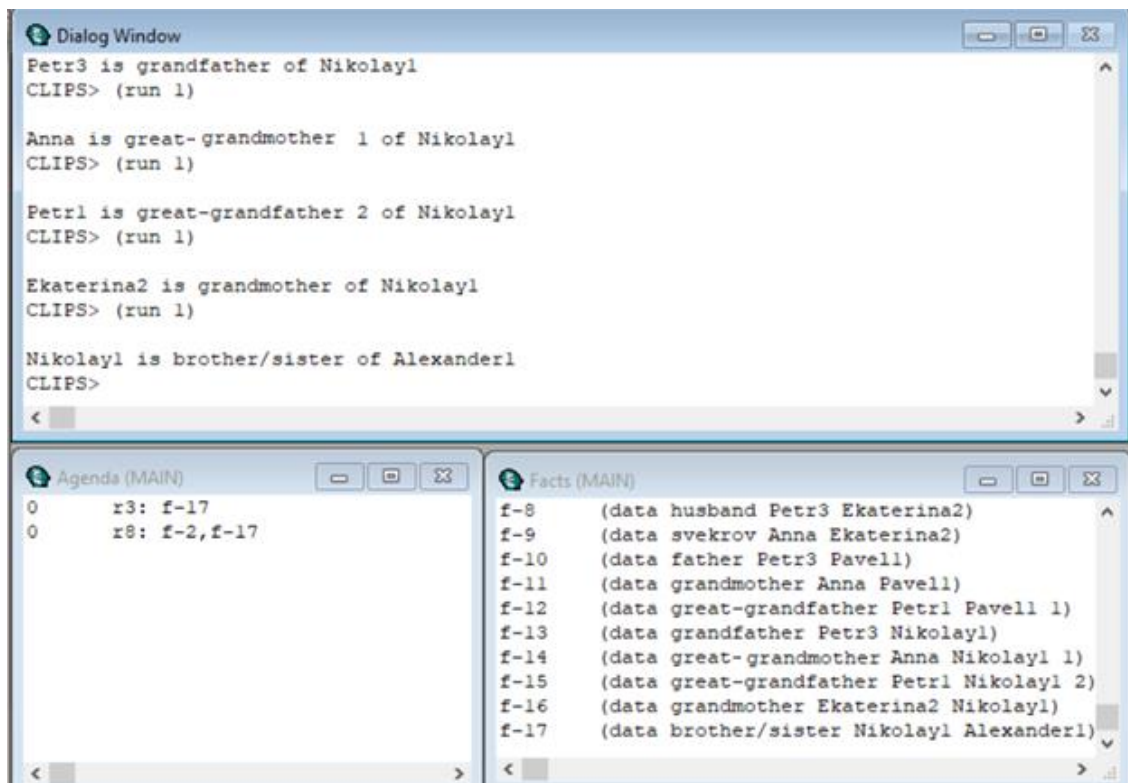 Dialog Window
Petr3 is grandfather of Nikolay1
CLIPS> (run 1)
Anna is great-grandmother 1 of Nikolay1
CLIPS> (run 1)
Petr1 is great-grandfather 2 of Nikolay1
CLIPS> (run 1)
Ekaterina2 is grandmother of Nikolay1
CLIPS> (run 1)
Nikolay1 is brother/sister of Alexander1
CLIPS>
Agenda (MAIN)
0 r3: f-17
0 r8: f-2,f-17
Facts (MAIN)
f-8 (data husband Petr3 Ekaterina2)
f-9 (data svekrov Anna Ekaterina2)
f-10 (data father Petr3 Pavel1)
f-11 (data grandmother Anna Pavel1)
f-12 (data great-grandfather Petr1 Pavel1 1)
f-13 (data grandfather Petr3 Nikolay1)
f-14 (data great-grandmother Anna Nikolay1 1)
f-15 (data great-grandfather Petr1 Nikolay1 2)
f-16 (data grandmother Ekaterina2 Nikolay1)
f-17 (data brother/sister Nikolay1 Alexander1)